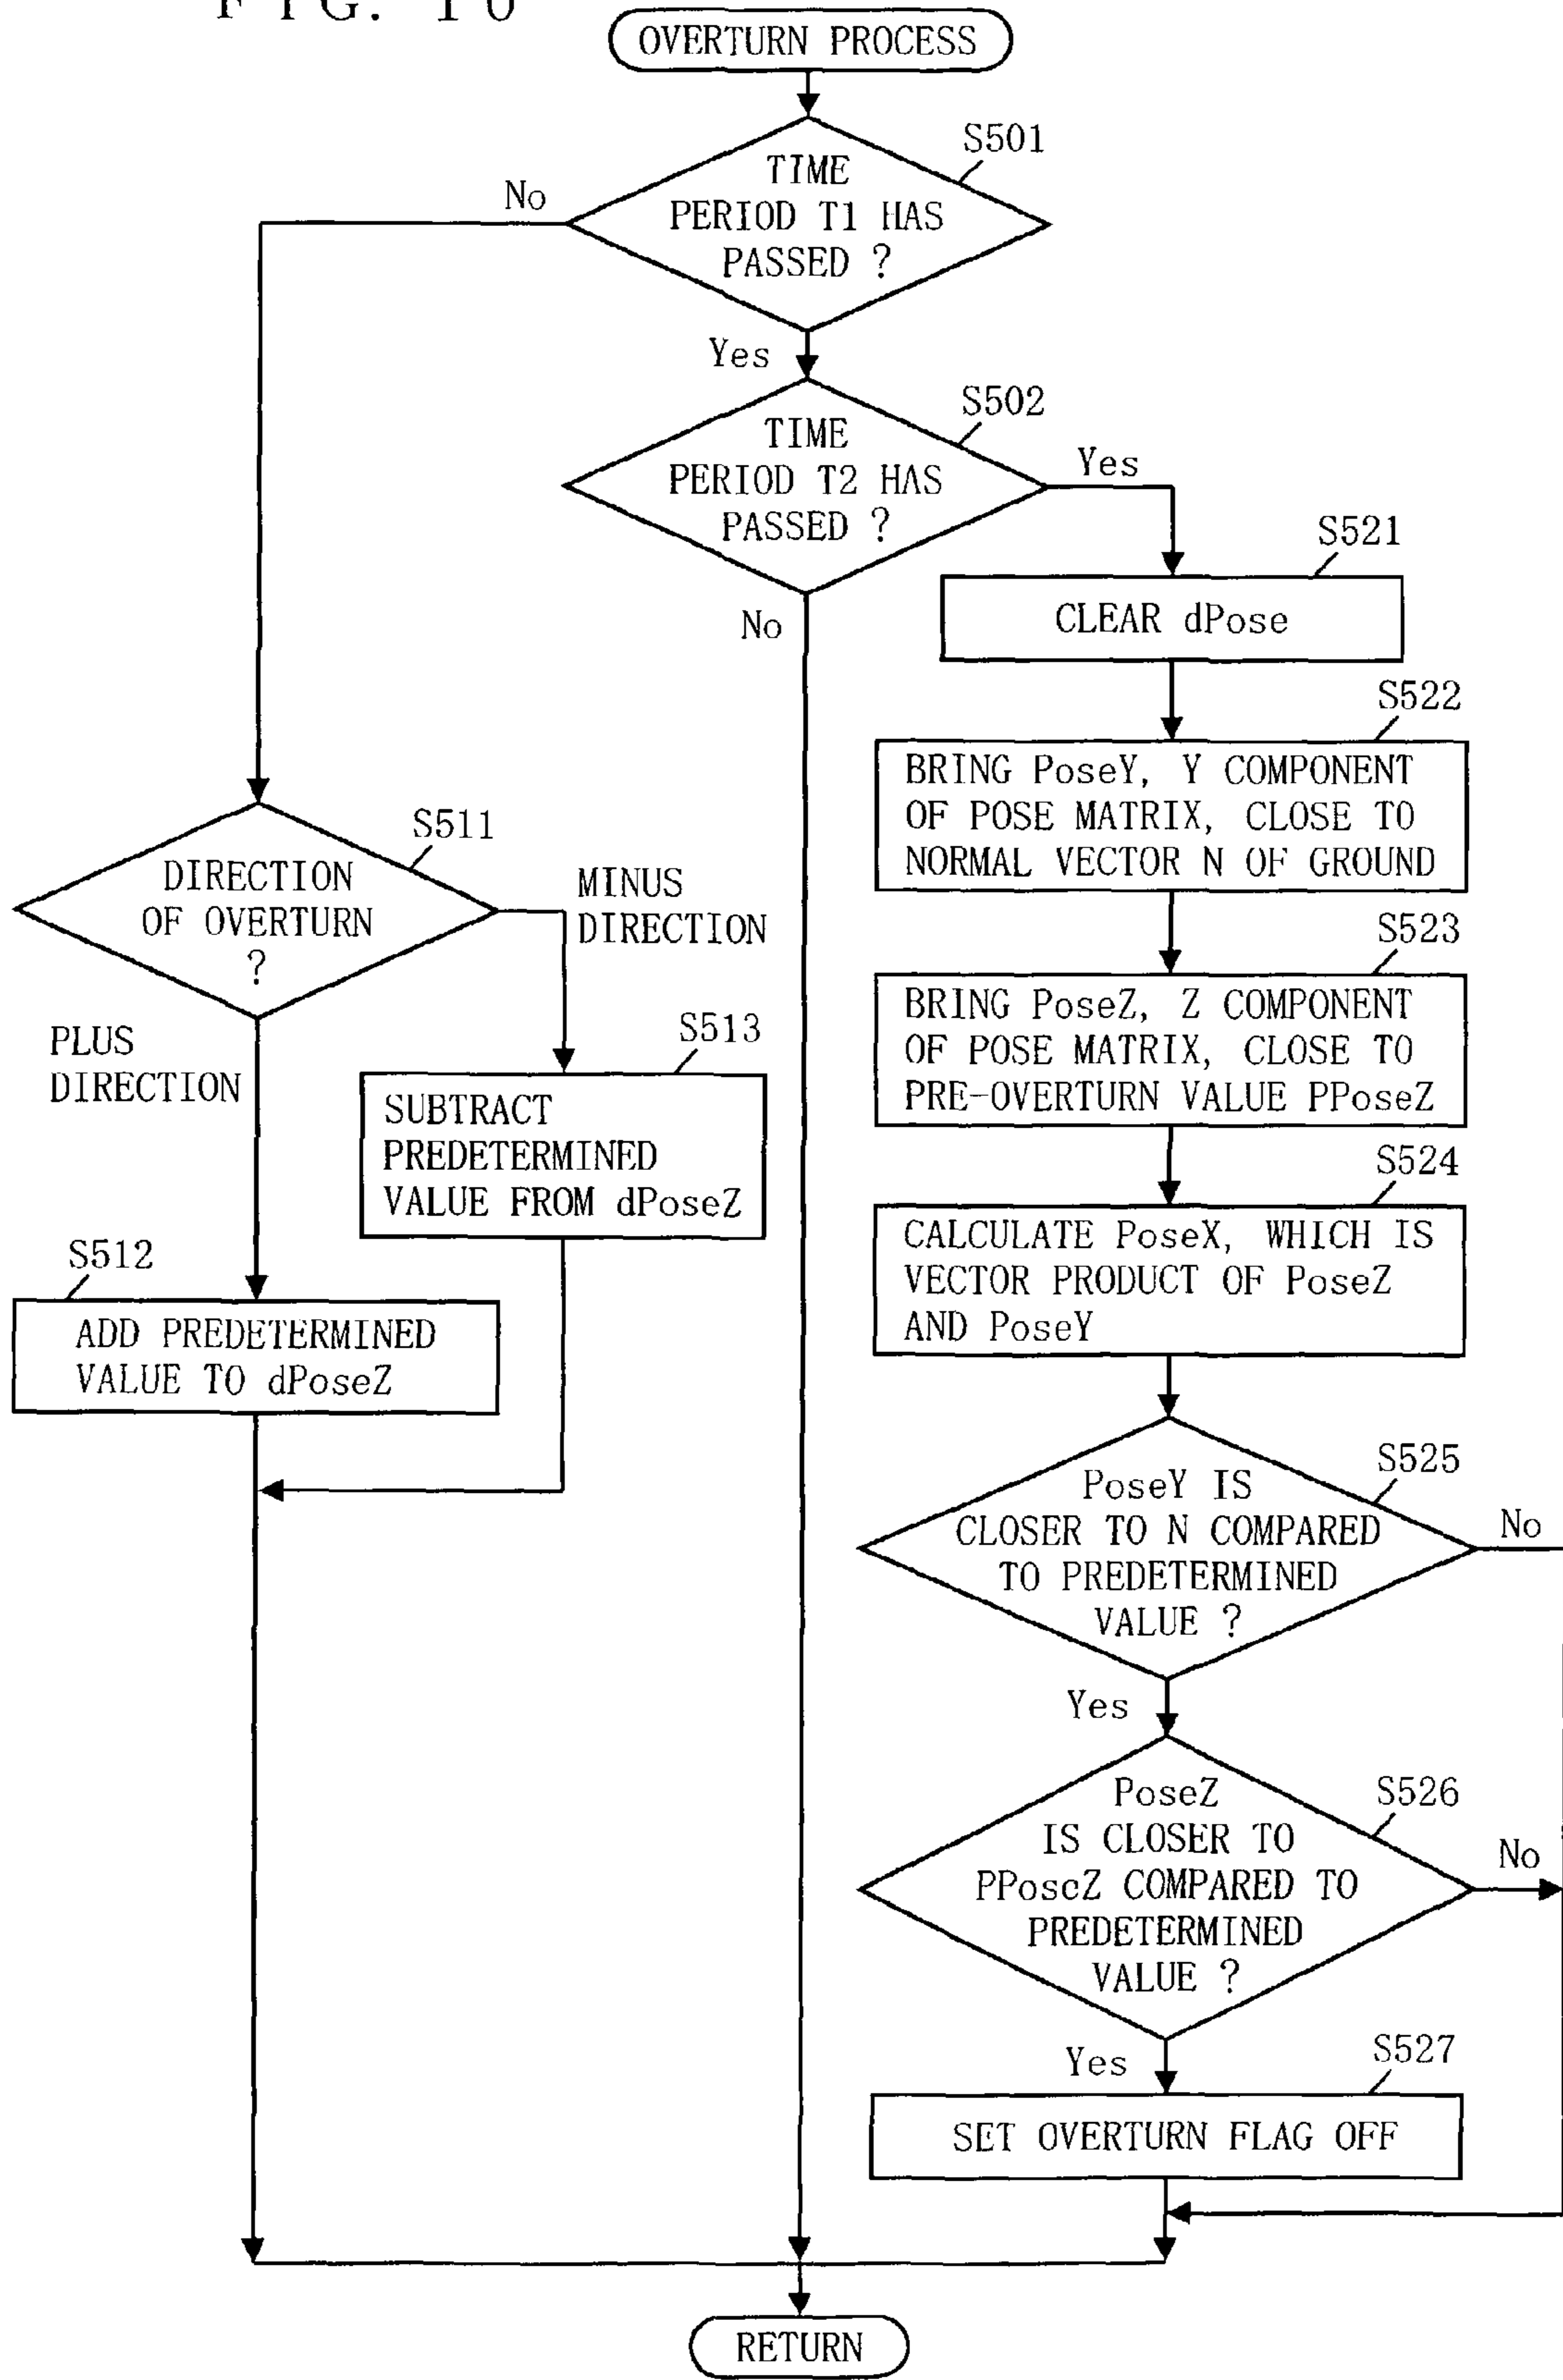 FIG. 10
OVERTURN PROCESS
S501
TIME
PERIOD T1 HAS
PASSED ?
No
Yes
S502
TIME
PERIOD T2 HAS
PASSED ?
Yes
No
S521
CLEAR dPose
S522
BRING PoseY, Y COMPONENT
OF POSE MATRIX, CLOSE TO
NORMAL VECTOR N OF GROUND
S511
DIRECTION
OF OVERTURN
?
MINUS
DIRECTION
PLUS
DIRECTION
S523
BRING PoseZ, Z COMPONENT
OF POSE MATRIX, CLOSE TO
PRE-OVERTURN VALUE PPoseZ
S513
SUBTRACT
PREDETERMINED
VALUE FROM dPoseZ
S524
CALCULATE PoseX, WHICH IS
VECTOR PRODUCT OF PoseZ
AND PoseY
S512
ADD PREDETERMINED
VALUE TO dPoseZ
S525
PoseY IS
CLOSER TO N COMPARED
TO PREDETERMINED
VALUE ?
No
Yes
S526
PoseZ
IS CLOSER TO
PPoseZ COMPARED TO
PREDETERMINED
VALUE ?
No
Yes
S527
SET OVERTURN FLAG OFF
RETURN